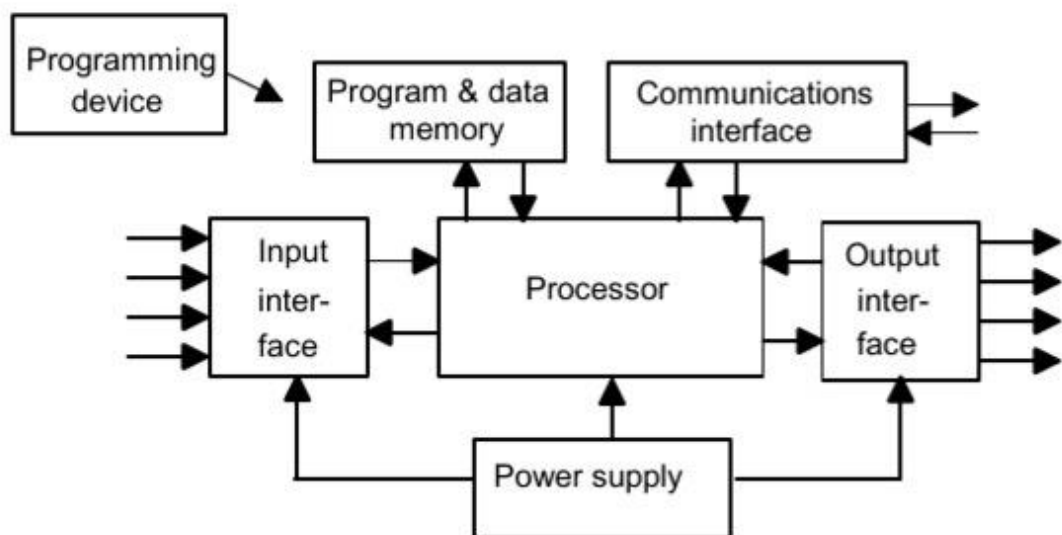 Programming
device
Program & data
memory
Communications
interface
Input
inter-
face
Processor
Output
inter-
face
Power supply